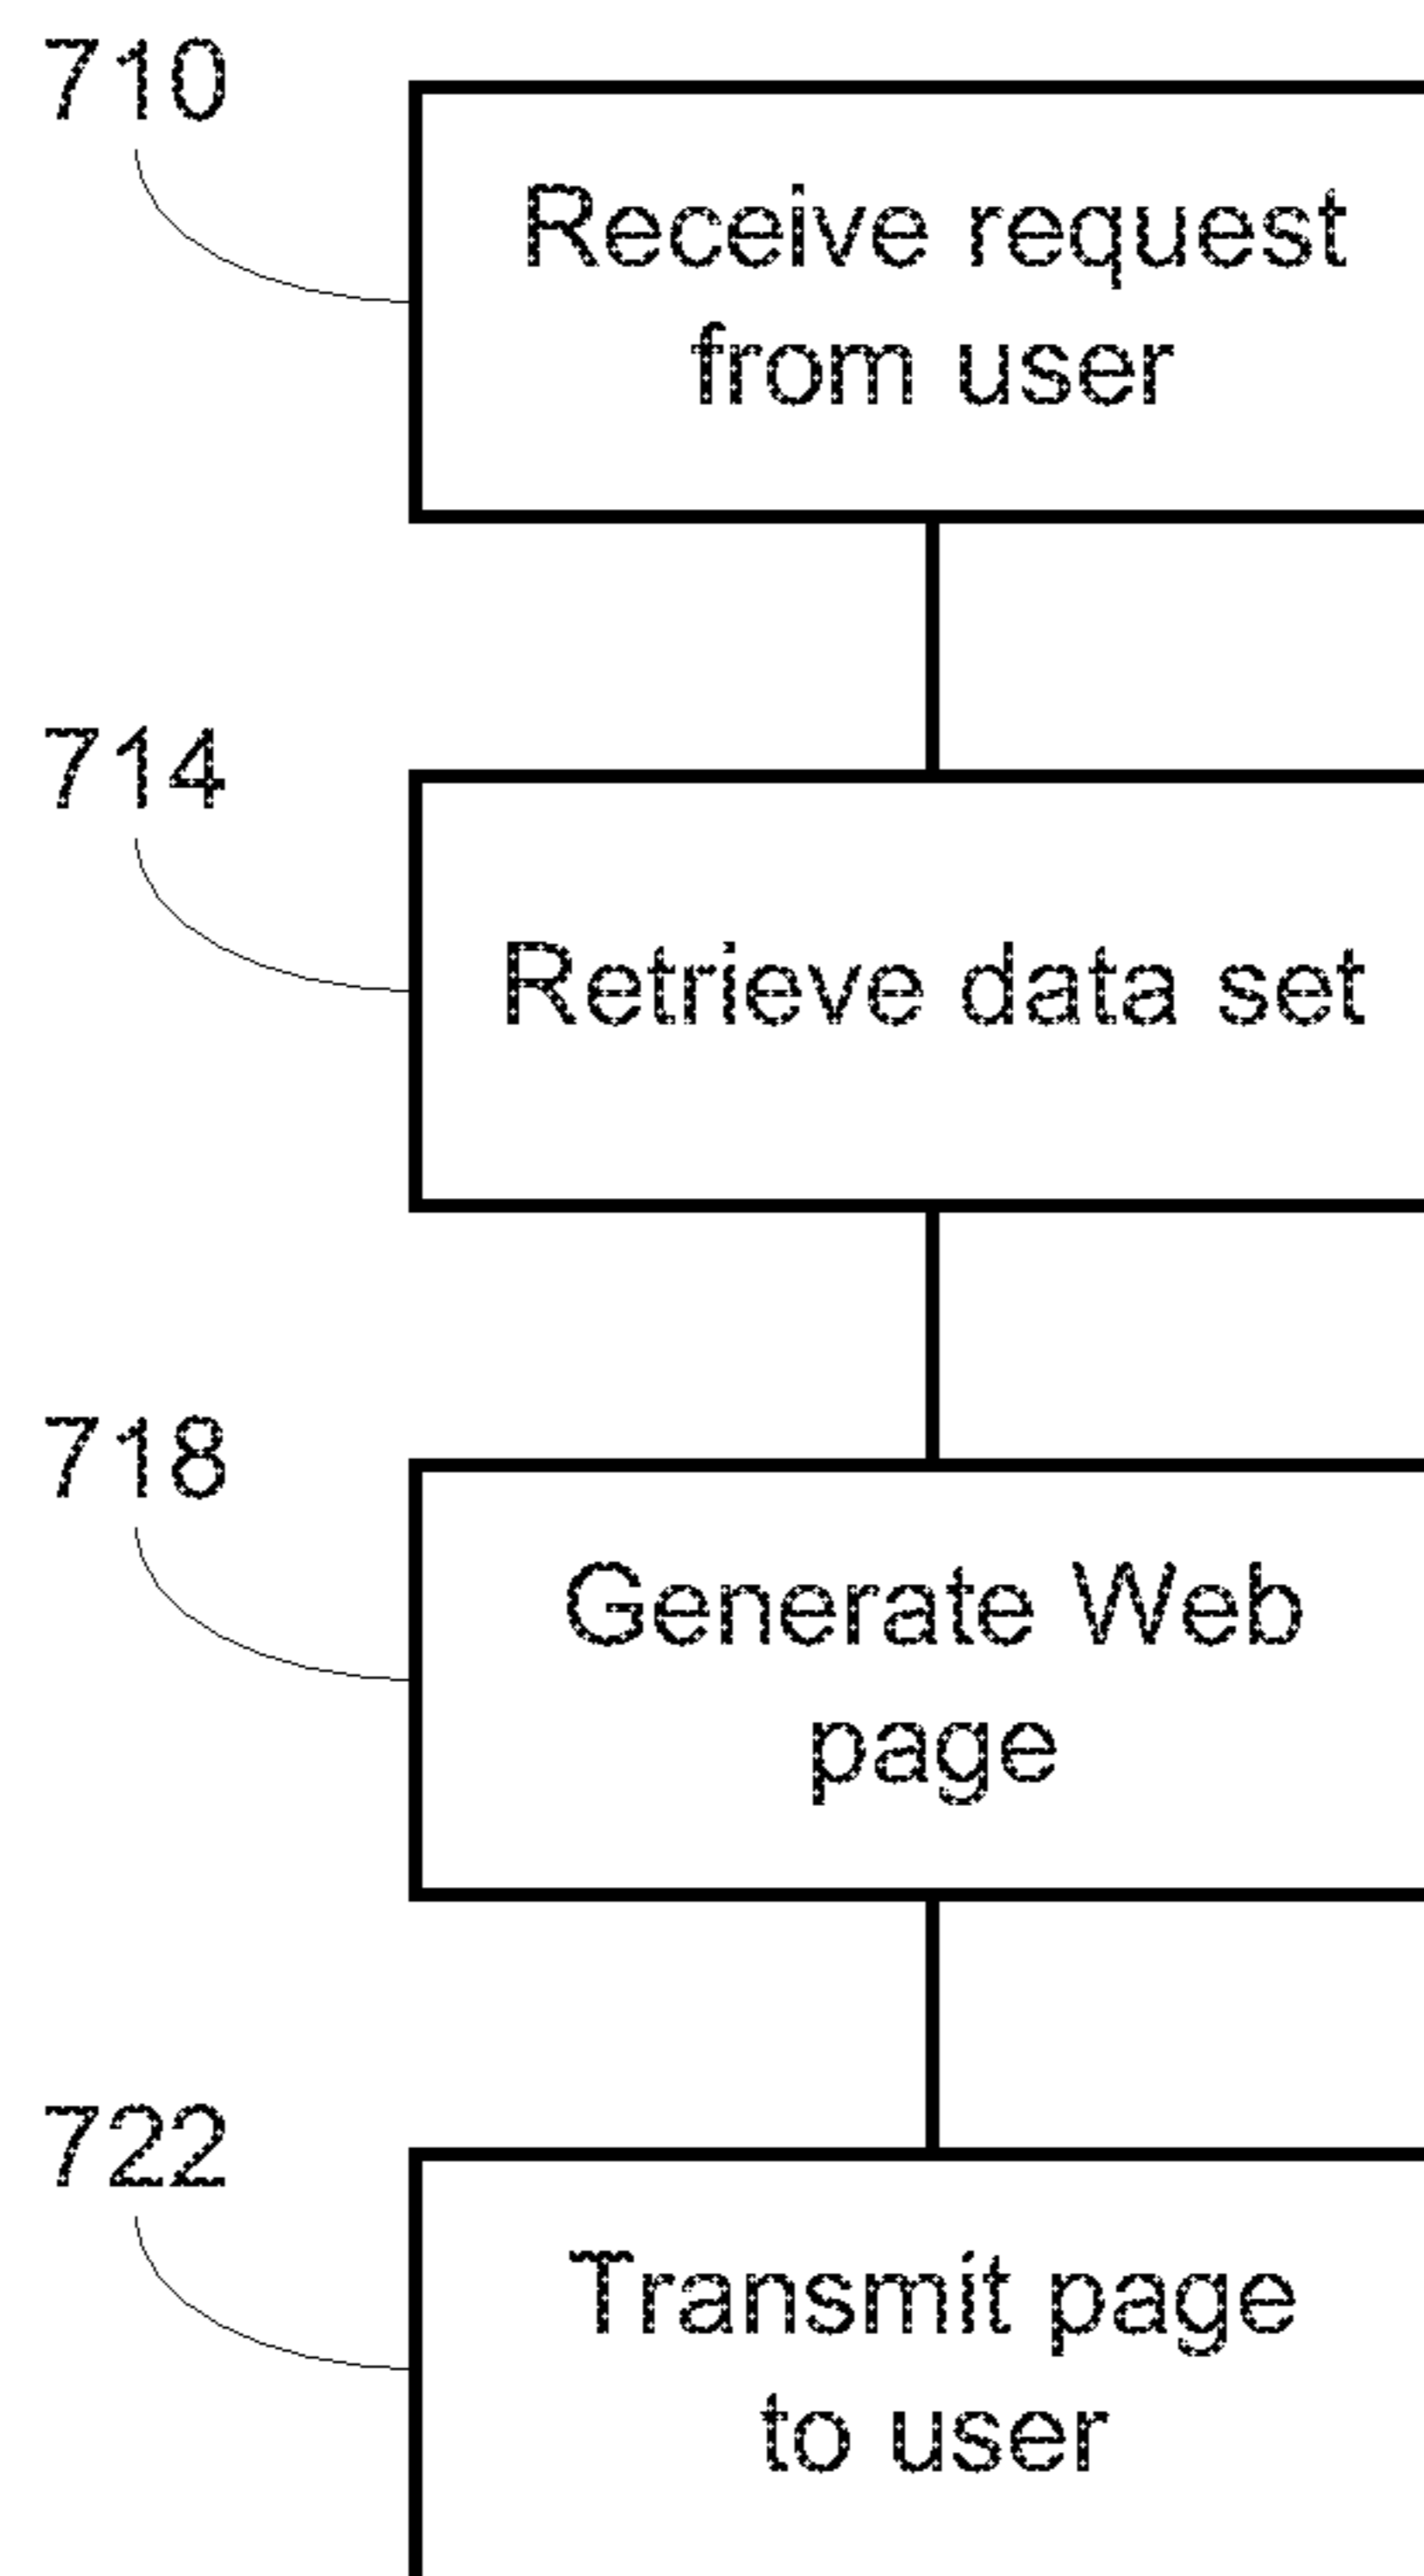 710
Receive request
from user
714
Retrieve data set
718
Generate Web
page
722
Transmit page
to user